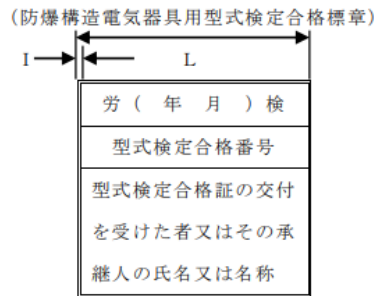 （防爆構造電気器具用型式検定合格標章）
I
L
労（ 年 月 ）検
型式検定合格番号
型式検定合格証の交付
を受けた者又はその承
継人の氏名又は名称